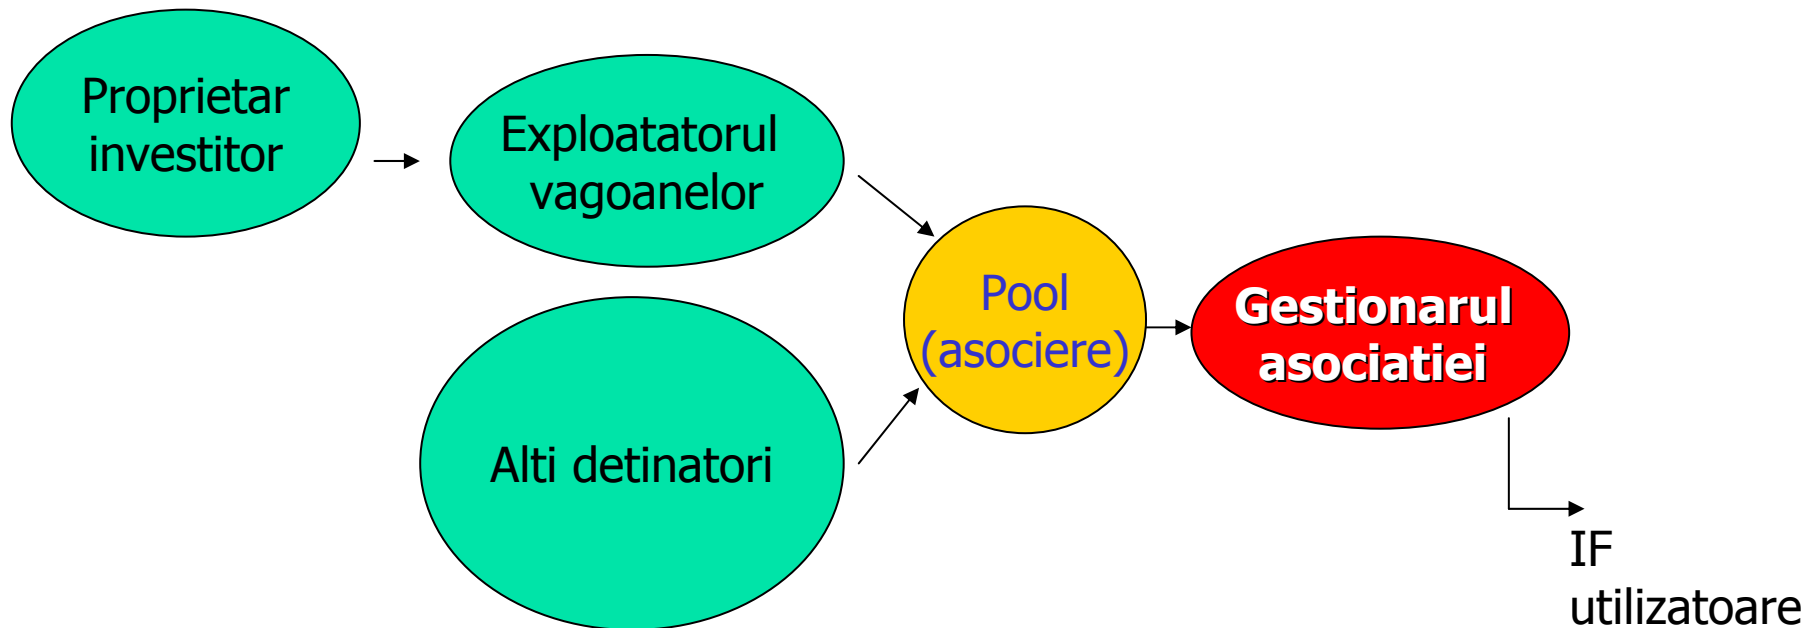 Proprietar
investitor
Exploatatorul
vagoanelor
Alti detinatori
Pool
(asociere)
Gestionarul
asociatiei
IF
utilizatoare